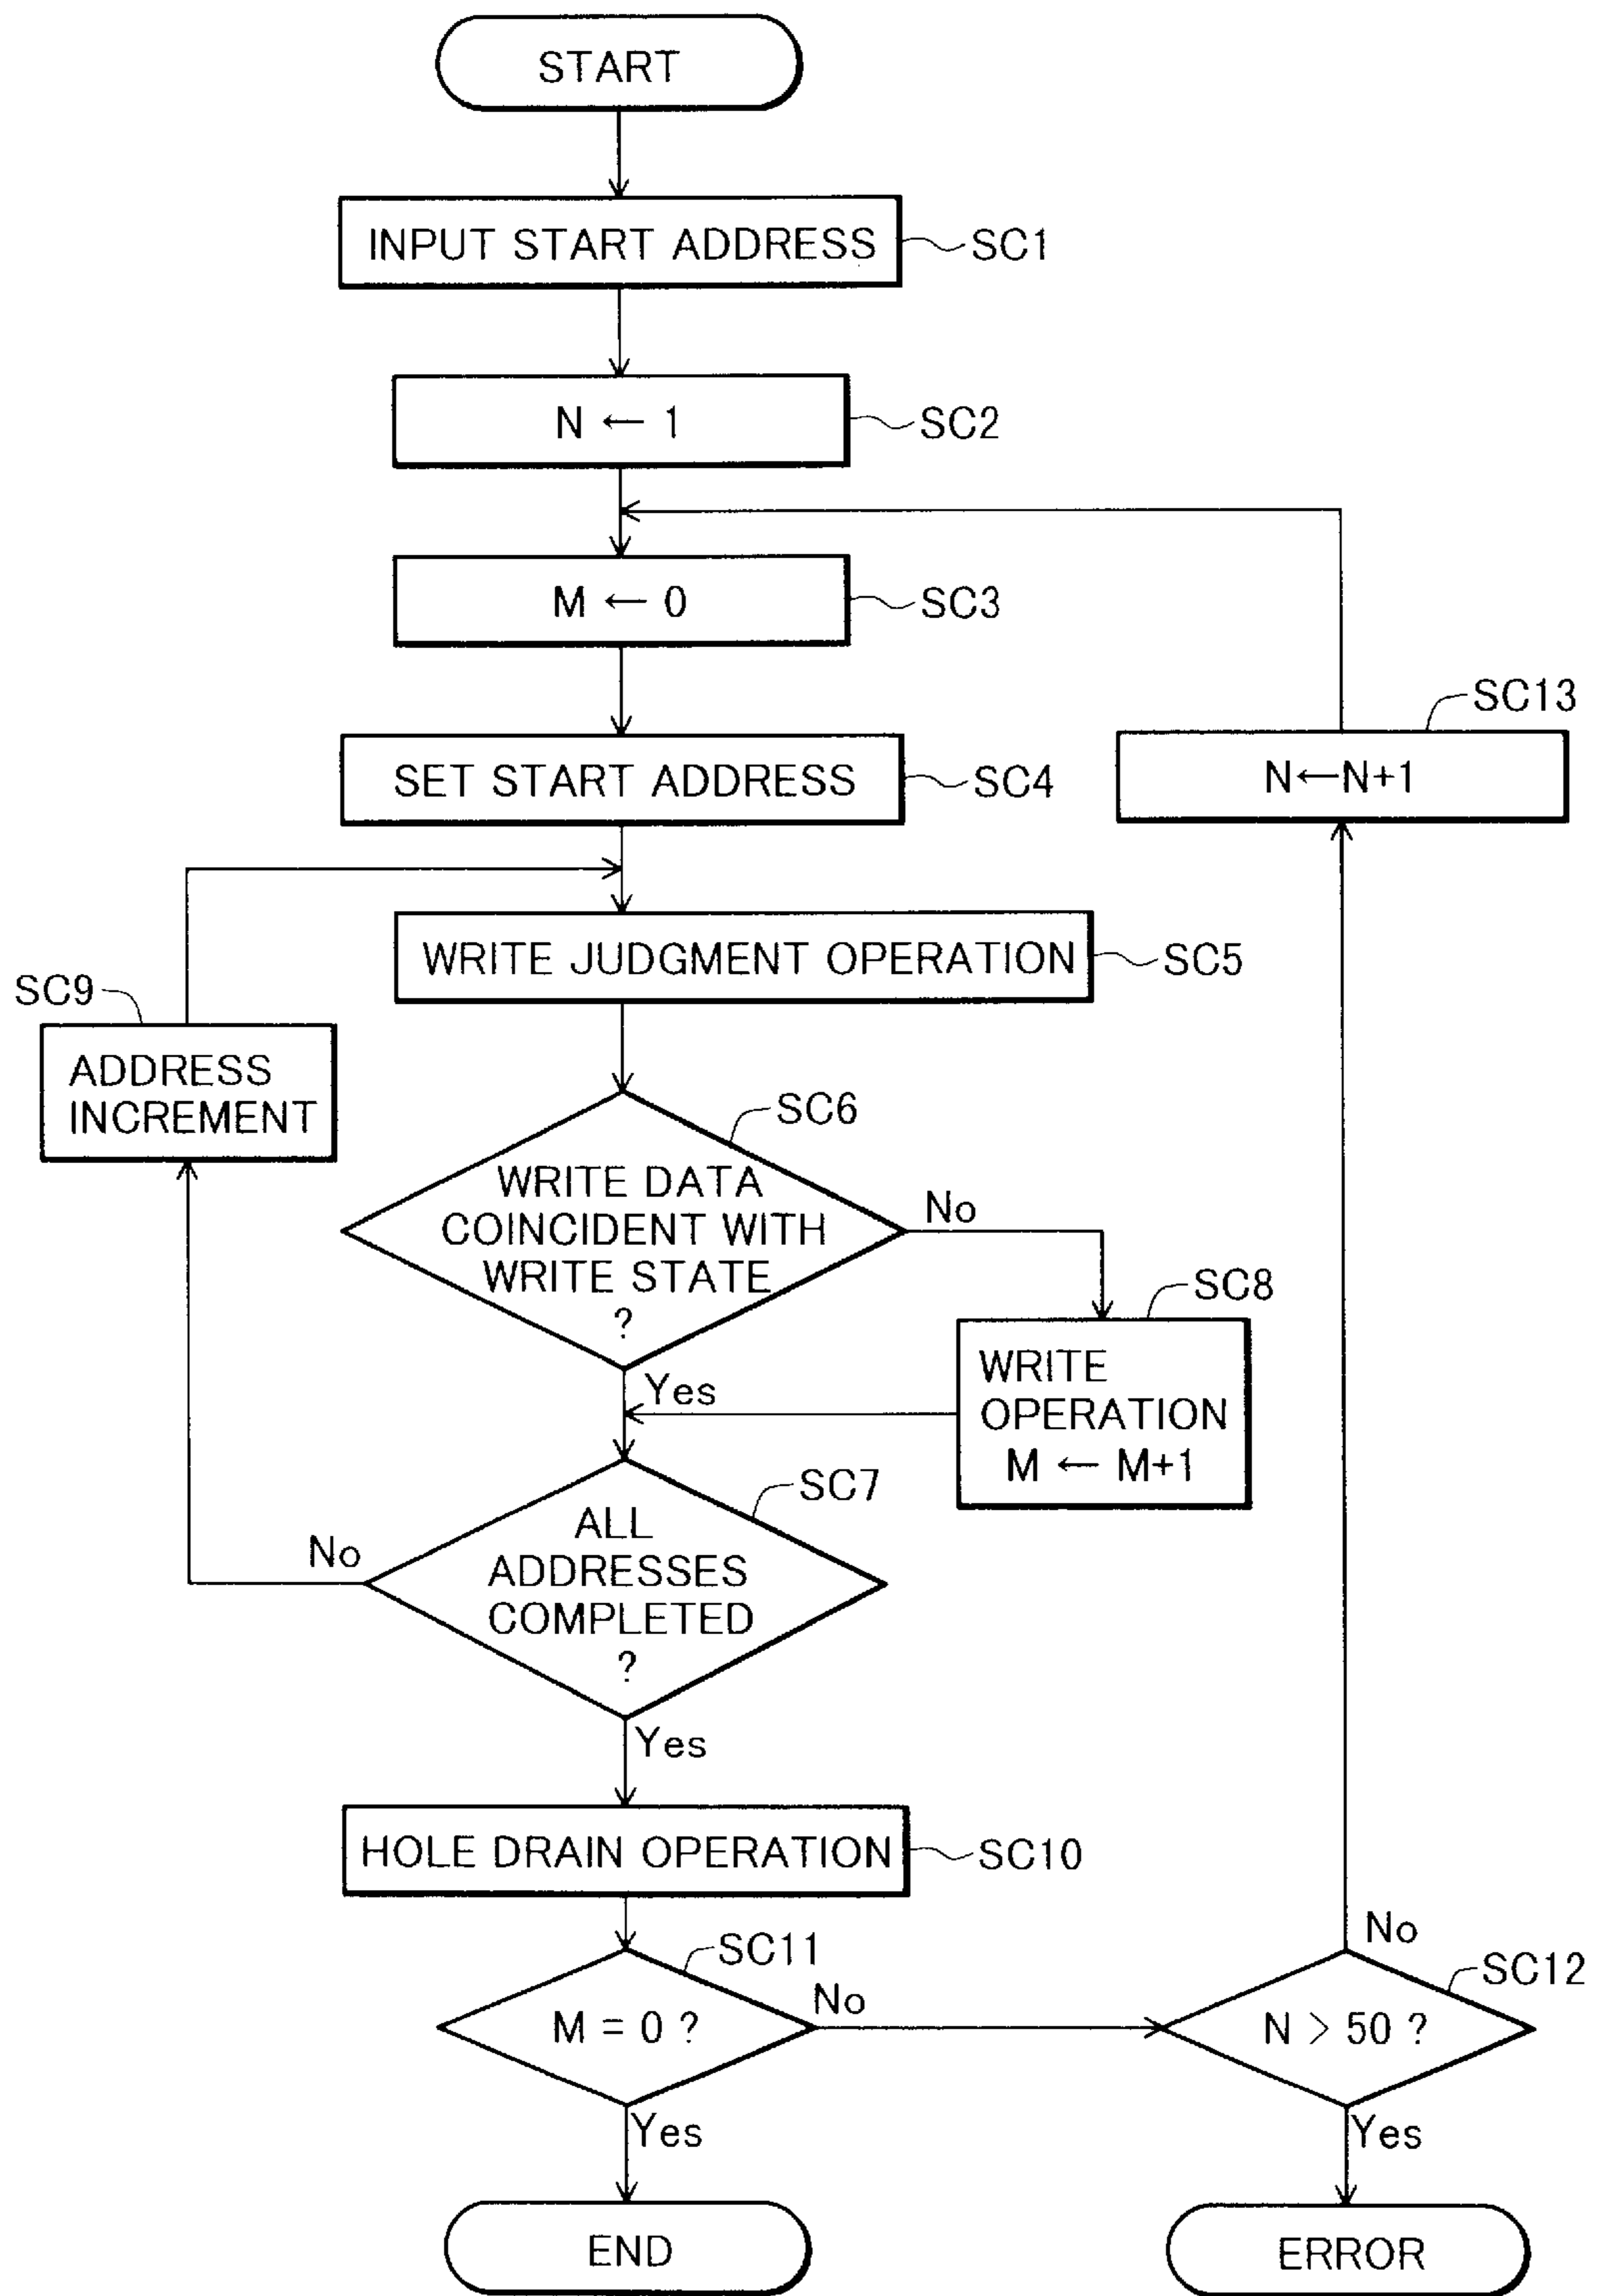 START
INPUT START ADDRESS
SC1
N ← 1
SC2
M ← 0
SC3
SET START ADDRESS
SC4
SC13
N←N+1
WRITE JUDGMENT OPERATION
SC5
SC9
ADDRESS
INCREMENT
SC6
WRITE DATA
COINCIDENT WITH
WRITE STATE
?
No
Yes
SC8
WRITE
OPERATION
M ← M+1
SC7
ALL
ADDRESSES
COMPLETED
?
No
Yes
HOLE DRAIN OPERATION
SC10
SC11
M = 0 ?
No
Yes
SC12
N > 50 ?
No
Yes
END
ERROR